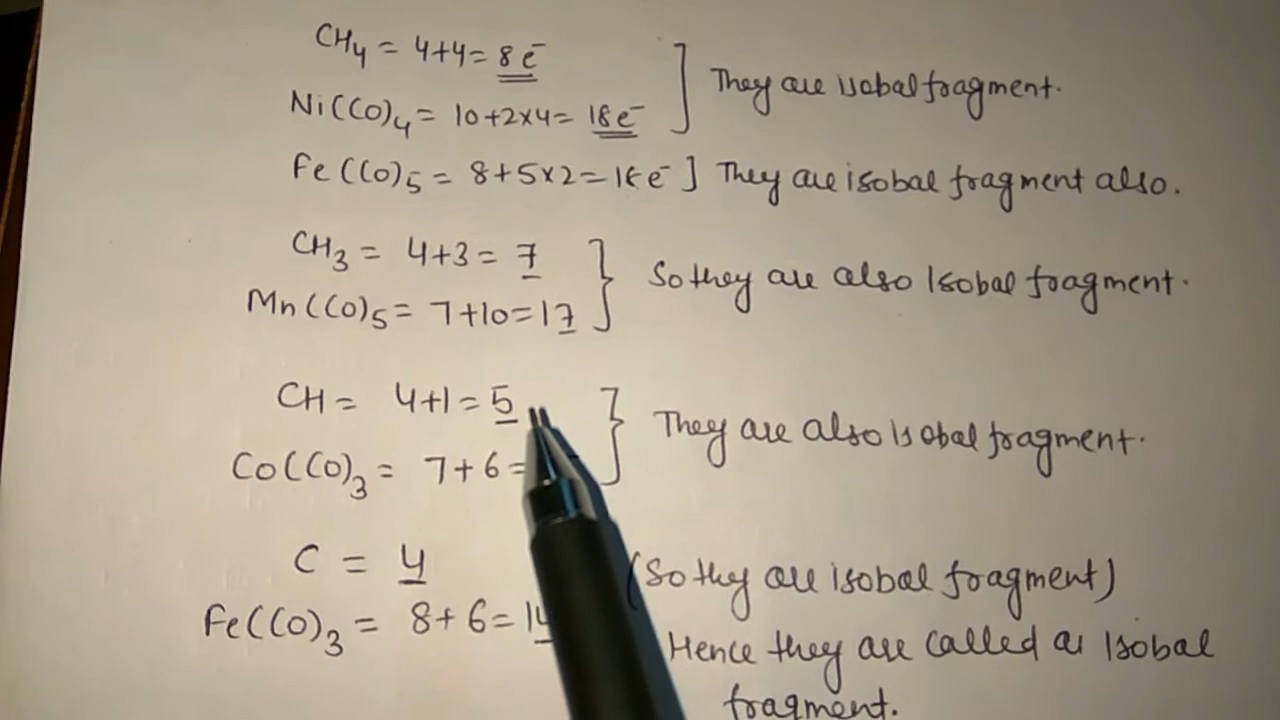 CH4 = 4+4= 8e-
Ni(CO)4 = 10+2x4= 18e- ] They are isobal fragment.
Fe(CO)5 = 8+5x2=18e- ] They are isobal fragment also.
CH3 = 4+3 = 7
Mn(CO)5 = 7+10=17 } So they are also Isobal fragment.
CH = 4+1=5
Co(CO)3 = 7+6= } They are also Isobal fragment.
C = 4 (So thy are isobal fragment)
Fe(CO)3 = 8+6=14 Hence they are called as Isobal
fragment.